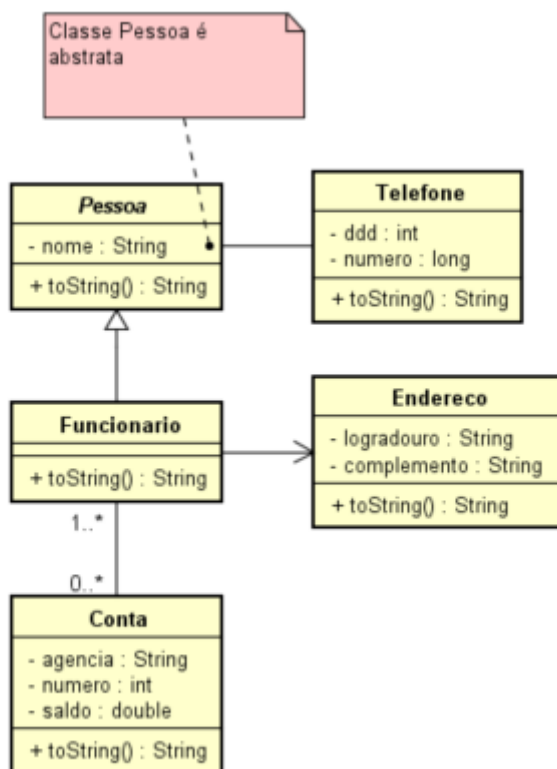 Classe Pessoa é
abstrata
Pessoa
- nome : String
+ toString() : String
Telefone
- ddd : int
- numero : long
+ toString() : String
Funcionario
+ toString() : String
Endereco
- logradouro : String
- complemento : String
+ toString() : String
1..*
0..*
Conta
- agencia : String
- numero : int
- saldo : double
+ toString() : String